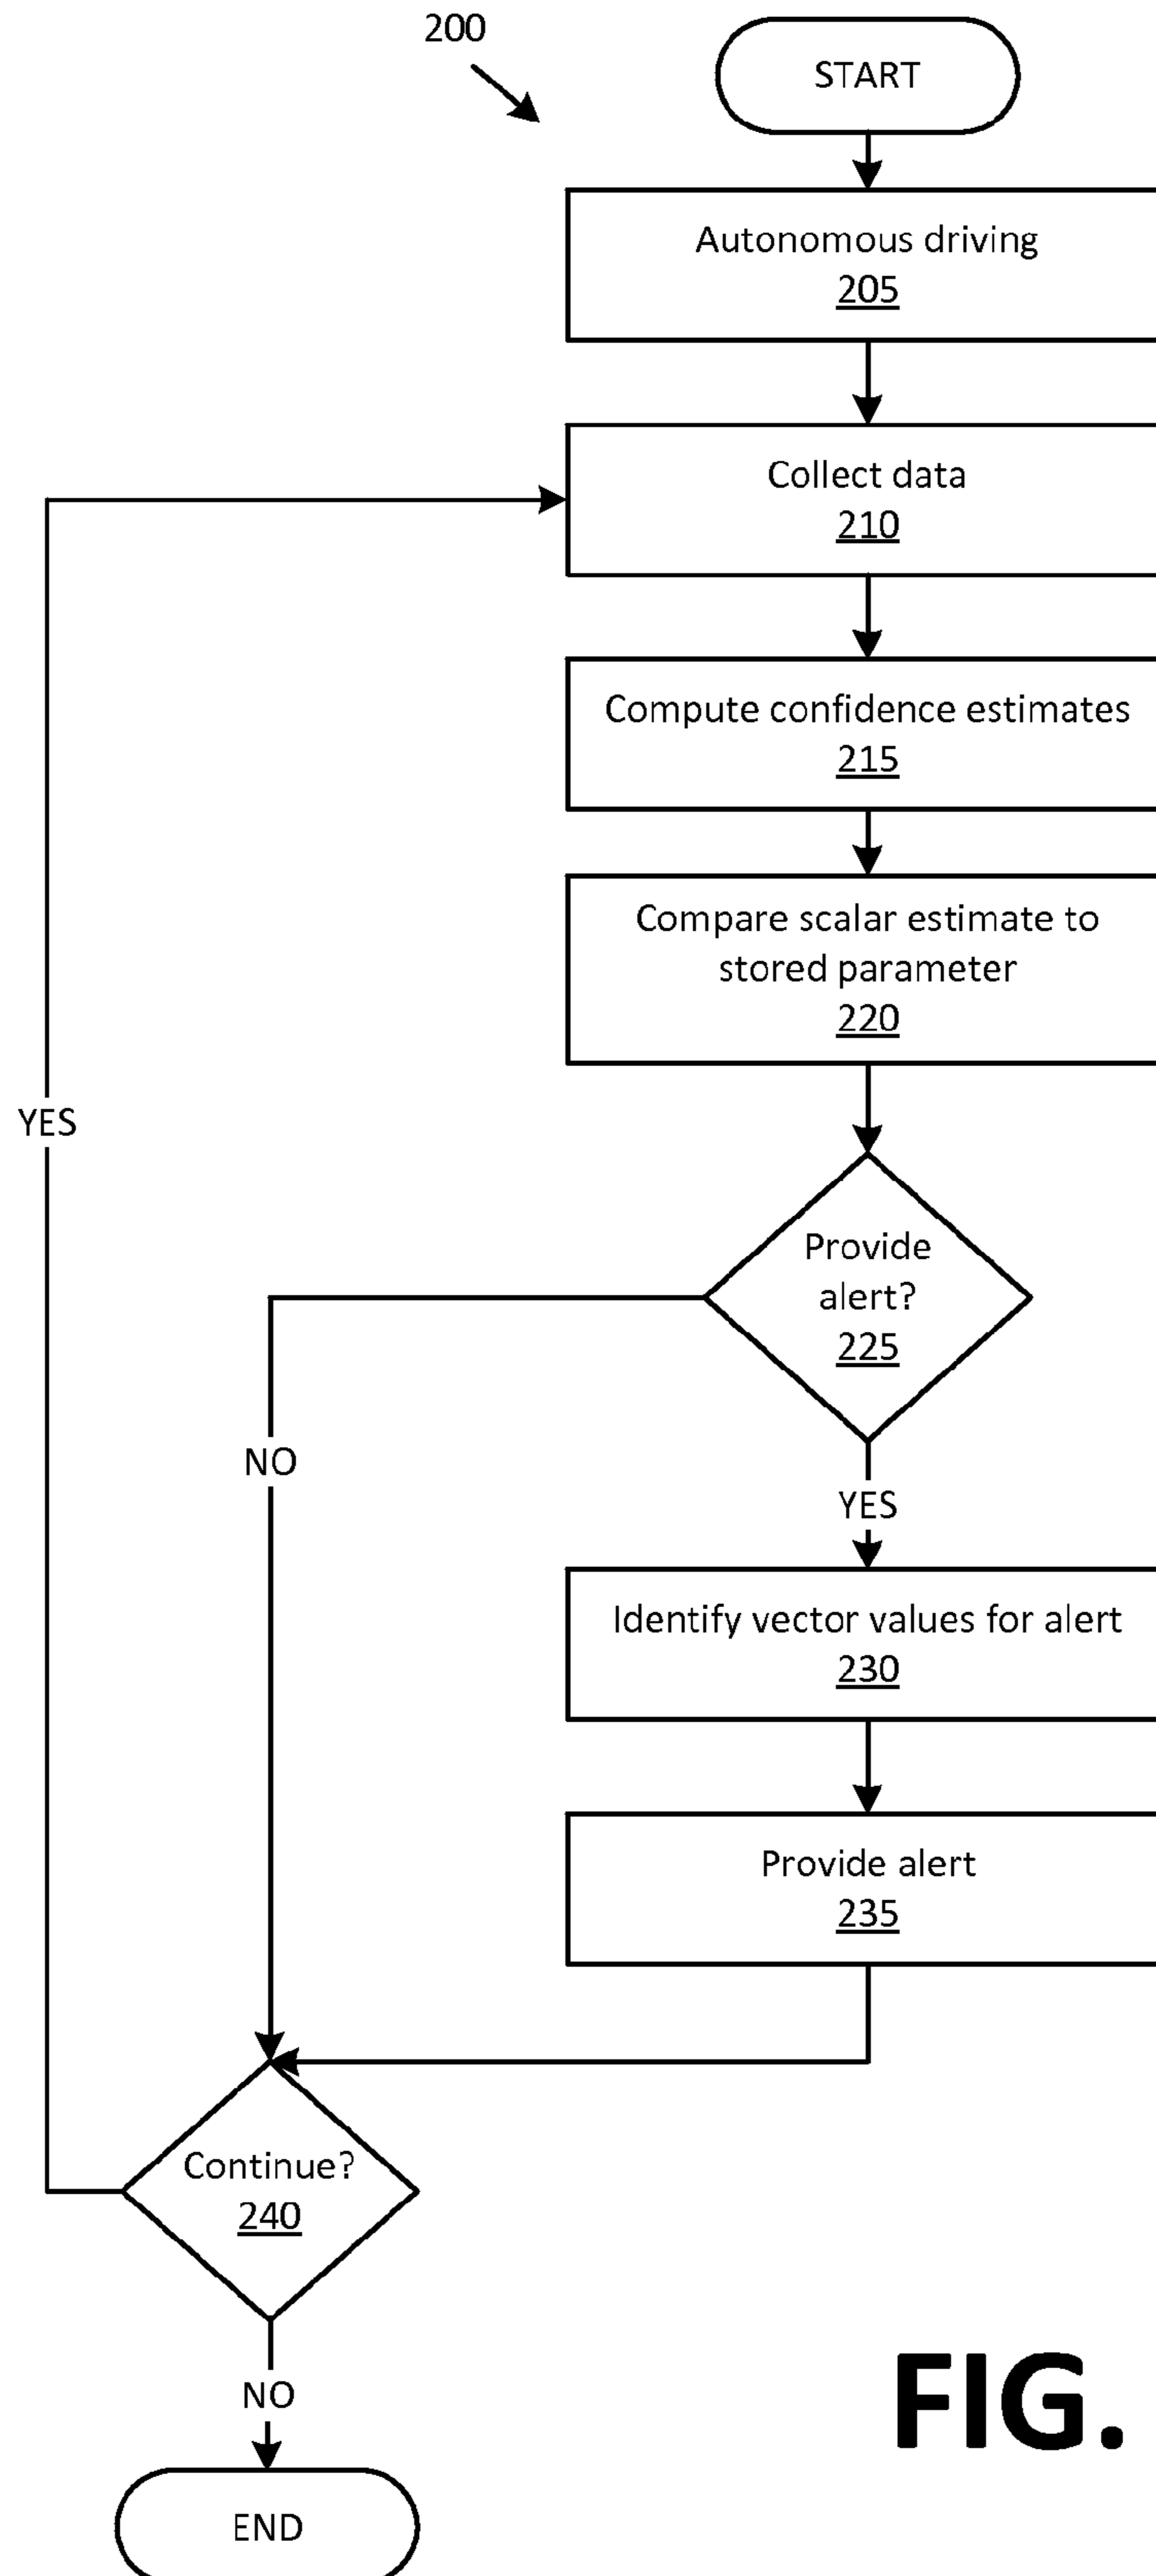 200
START
Autonomous driving
205
Collect data
210
Compute confidence estimates
215
Compare scalar estimate to
stored parameter
220
YES
Provide
alert?
225
NO
YES
Identify vector values for alert
230
Provide alert
235
Continue?
240
NO
FIG.
END